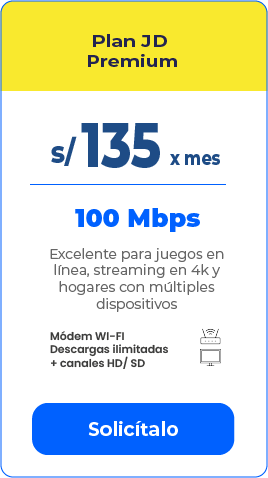 Plan JD
Premium
s/ 135 x mes
100 Mbps
Excelente para juegos en
línea, streaming en 4k y
hogares con múltiples
dispositivos
Módem WI-FI
Descargas ilimitadas
+ canales HD/ SD
Solicítalo